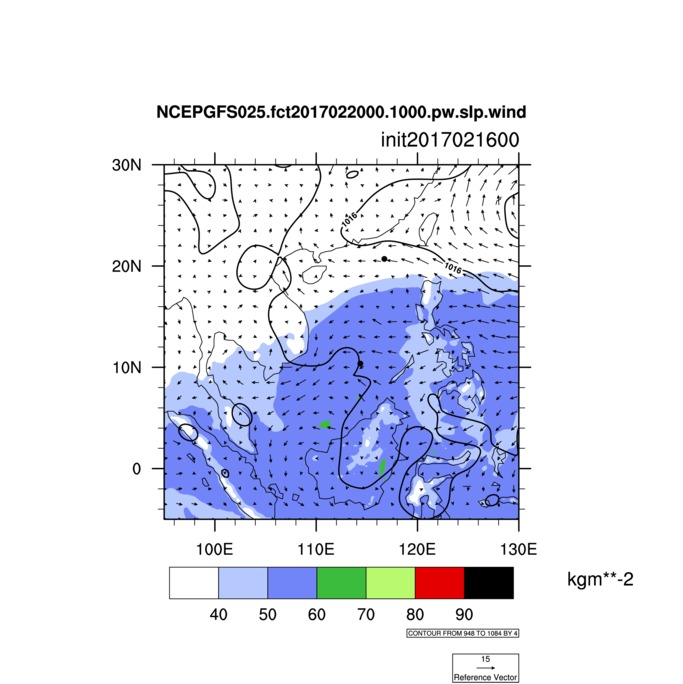 NCEPGFS025.fct2017022000.1000.pw.slp.wind
init2017021600
30N
20N
10N
0
1016
1016
100E 110E 120E 130E
40 50 60 70 80 90
kgm**-2
CONTOUR FROM 948 TO 1084 BY 4
15
Reference Vector